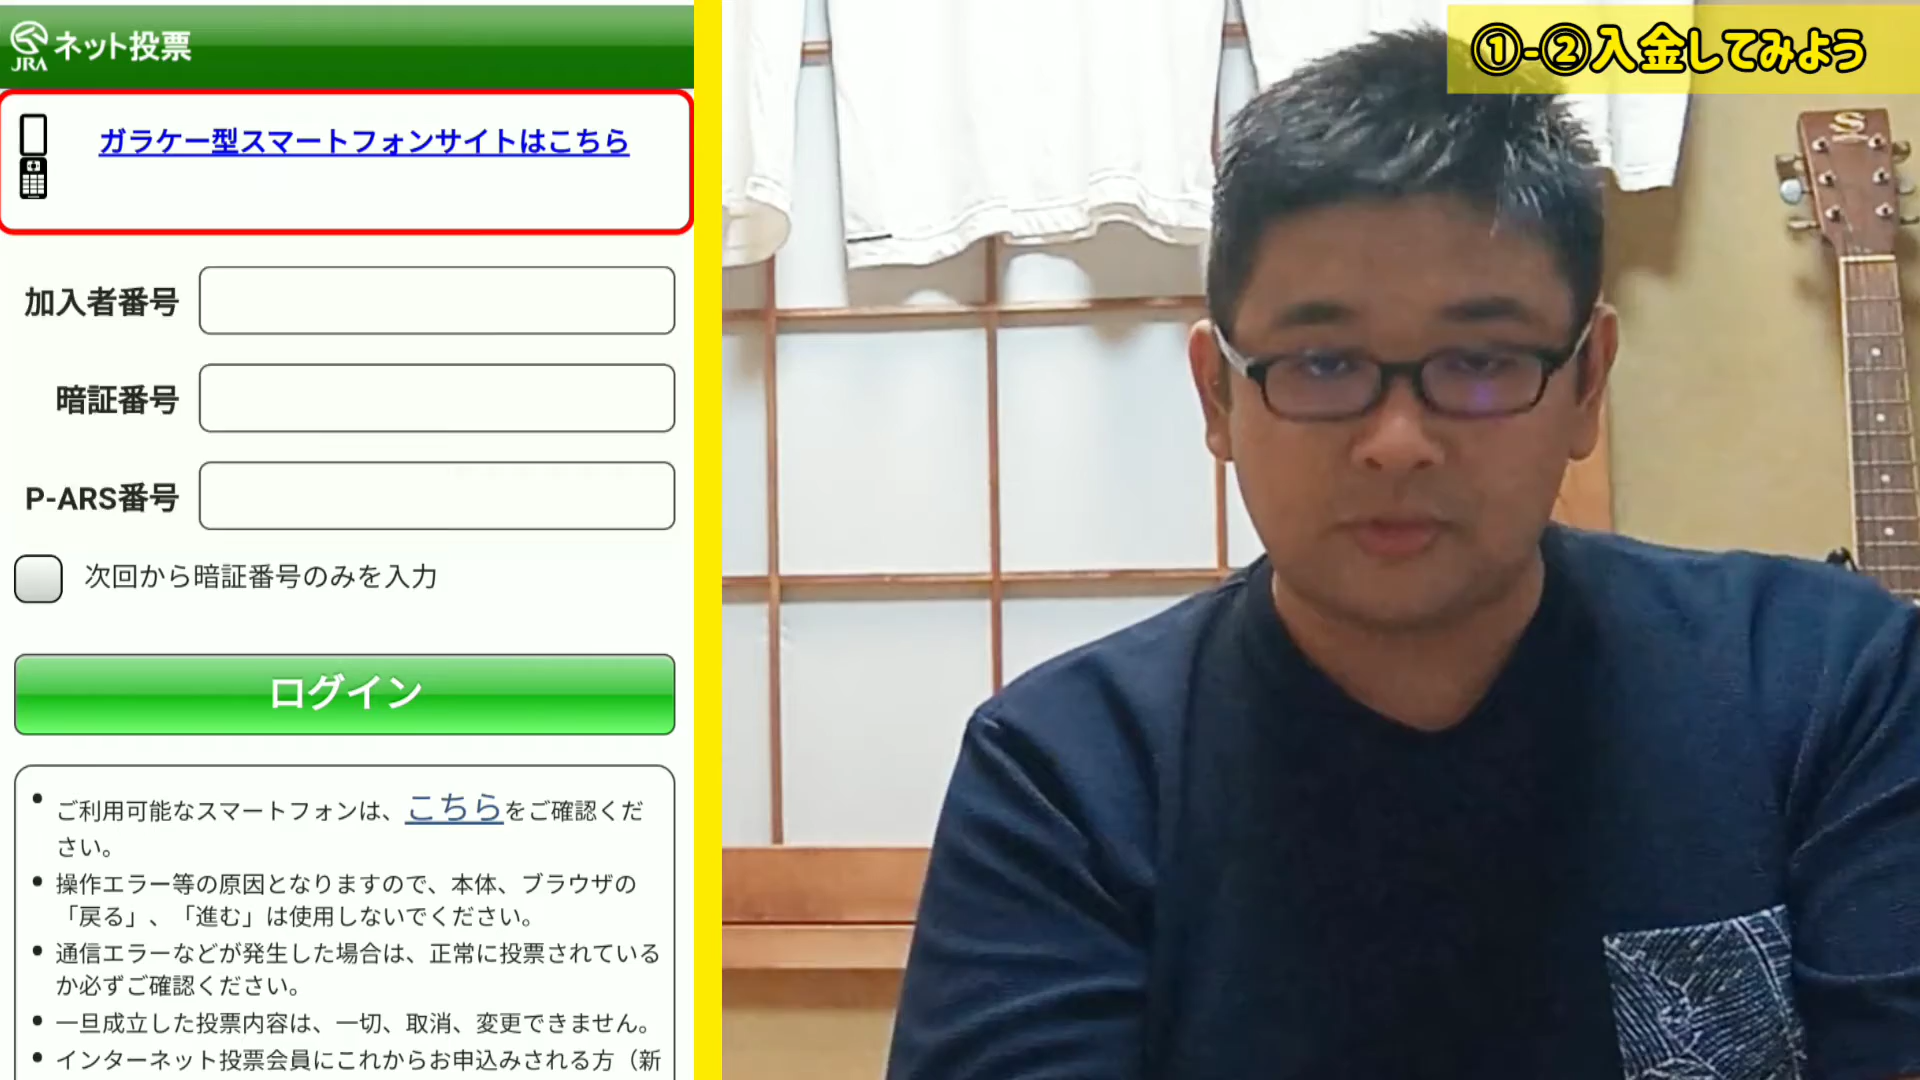 JRA ネット投票
ガラケー型スマートフォンサイトはこちら
加入者番号
暗証番号
P-ARS番号
次回から暗証番号のみを入力
ログイン
ご利用可能なスマートフォンは、こちらをご確認くだ
さい。
操作エラー等の原因となりますので、本体、ブラウザの
「戻る」、「進む」は使用しないでください。
通信エラーなどが発生した場合は、正常に投票されている
か必ずご確認ください。
一旦成立した投票内容は、一切、取消、変更できません。
インターネット投票会員にこれからお申込みされる方（新
①-②入金してみよう
S